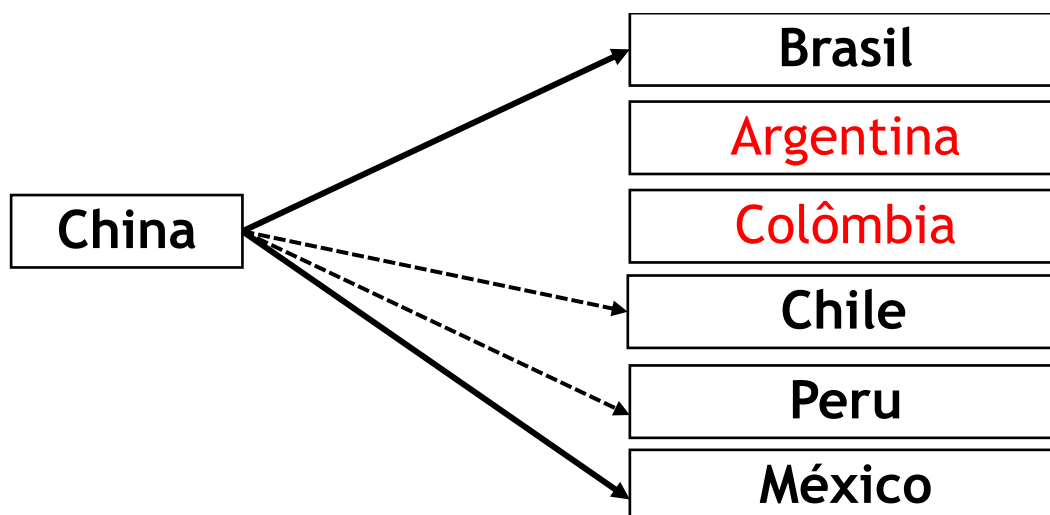 Brasil
Argentina
Colômbia
China
Chile
Peru
México